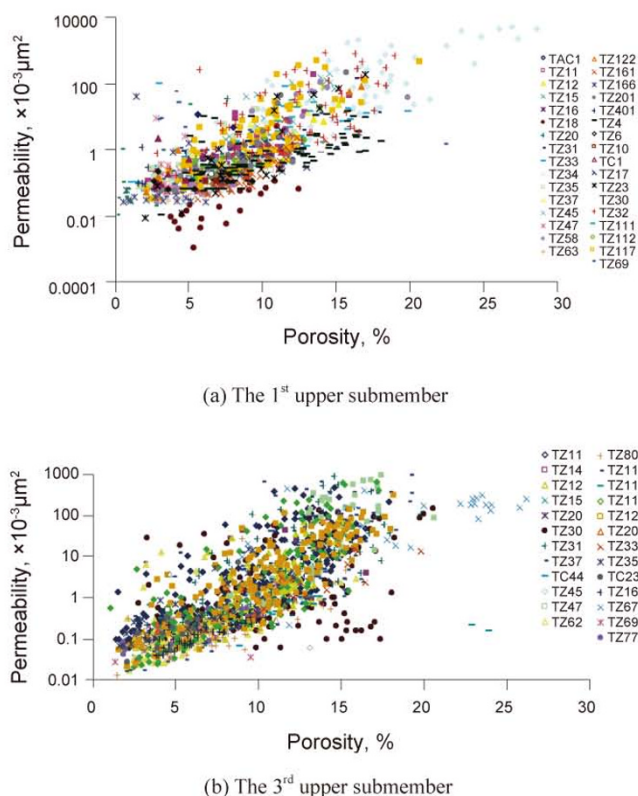 10000
100
1
0.01
0.0001
Permeability, ×10⁻³μm²
0 5 10 15 20 25 30
Porosity, %
TAC1 TZ122
TZ11 TZ161
TZ12 TZ166
TZ15 TZ201
TZ16 TZ401
TZ18 TZ4
TZ20 TZ6
TZ31 TZ10
TZ33 TC1
TZ34 TZ17
TZ35 TZ23
TZ37 TZ30
TZ45 TZ32
TZ47 TZ111
TZ58 TZ112
TZ63 TZ117
TZ69
(a) The 1st upper submember
1000
100
10
1
0.1
0.01
Permeability, ×10⁻³μm²
0 5 10 15 20 25 30
Porosity, %
TZ11 TZ80
TZ14 TZ11
TZ12 TC11
TZ15 TZ11
TZ20 TZ12
TZ30 TZ20
TZ31 TZ33
TZ37 TZ35
TC44 TC23
TZ45 TZ16
TZ47 TZ67
TZ62 TZ69
TZ77
(b) The 3rd upper submember